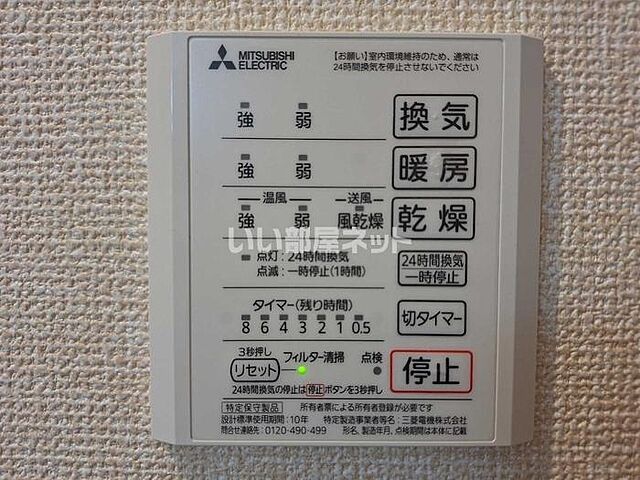 MITSUBISHI
ELECTRIC
【お願い】室内環境維持のため、通常は
24時間換気を停止させないでください
強 弱 換気
強 弱 暖房
温風 送風
強 弱 風乾燥 乾燥
いい部屋ネット
点灯：24時間換気
点滅：一時停止(1時間)
24時間換気
一時停止
タイマー(残り時間)
8 6 4 3 2 1 0.5
切タイマー
3秒押し
リセット フィルター清掃 点検
停止
24時間換気の停止は停止ボタンを3秒押し
特定保守製品 所有者票による所有者登録が必要です
設計標準使用期間：10年 特定製造事業者等名：三菱電機株式会社
問合せ連絡先：0120-490-499 形名、製造年月、点検期間は本体に記載